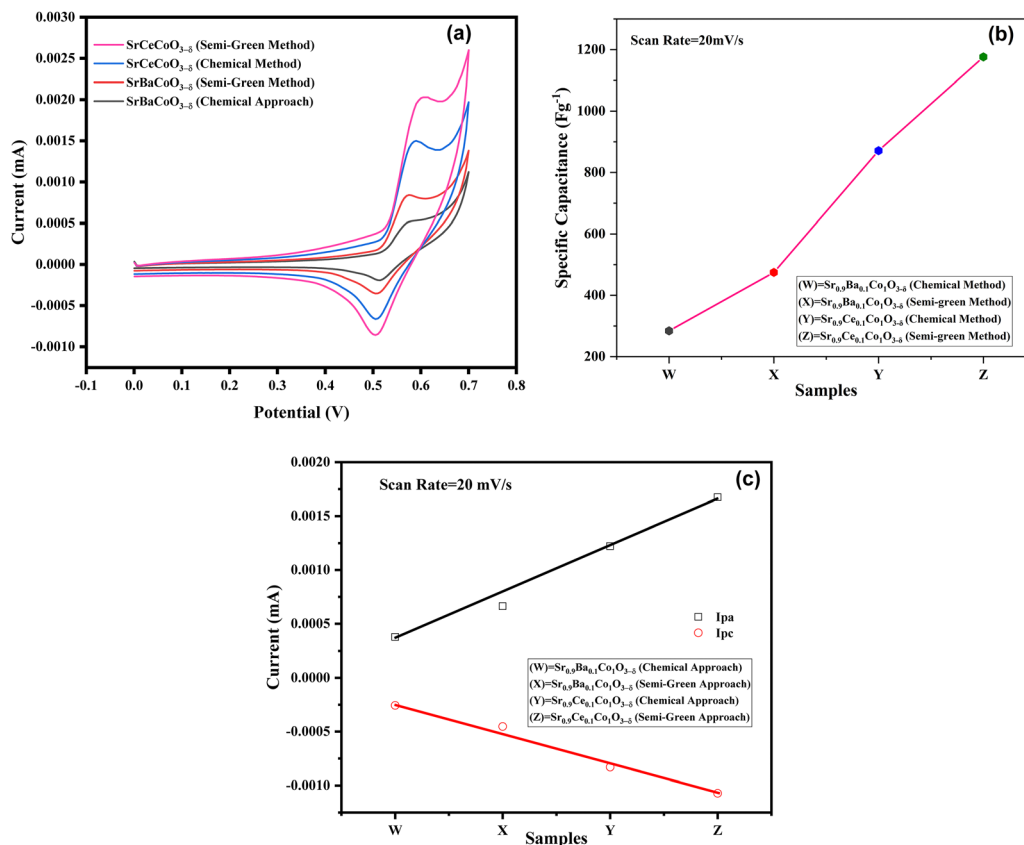 (a)
SrCeCoO3–δ (Semi-Green Method)
SrCeCoO3–δ (Chemical Method)
SrBaCoO3–δ (Semi-Green Method)
SrBaCoO3–δ (Chemical Approach)
0.0030
0.0025
0.0020
0.0015
0.0010
0.0005
0.0000
-0.0005
-0.0010
Current (mA)
-0.1 0.0 0.1 0.2 0.3 0.4 0.5 0.6 0.7 0.8
Potential (V)
(b)
Scan Rate=20mV/s
1200
1000
800
600
400
200
Specific Capacitance (Fg-1)
(W)=Sr0.9Ba0.1Co1O3-δ (Chemical Method)
(X)=Sr0.9Ba0.1Co1O3-δ (Semi-green Method)
(Y)=Sr0.9Ce0.1Co1O3-δ (Chemical Method)
(Z)=Sr0.9Ce0.1Co1O3-δ (Semi-green Method)
W X Y Z
Samples
(c)
Scan Rate=20 mV/s
0.0020
0.0015
0.0010
0.0005
0.0000
-0.0005
-0.0010
Current (mA)
Ipa
Ipc
(W)=Sr0.9Ba0.1Co1O3–δ (Chemical Approach)
(X)=Sr0.9Ba0.1Co1O3–δ (Semi-Green Approach)
(Y)=Sr0.9Ce0.1Co1O3–δ (Chemical Approach)
(Z)=Sr0.9Ce0.1Co1O3–δ (Semi-Green Approach)
W X Y Z
Samples